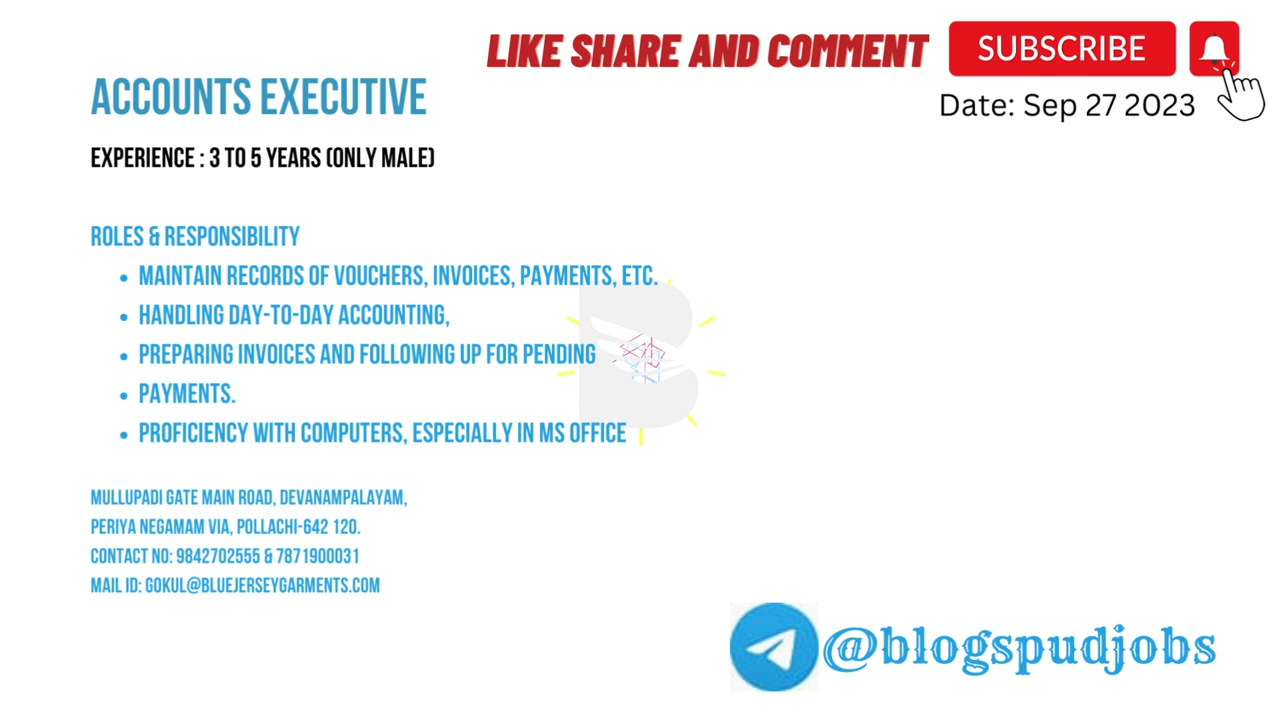 LIKE SHARE AND COMMENT
SUBSCRIBE
Date: Sep 27 2023
ACCOUNTS EXECUTIVE
EXPERIENCE : 3 TO 5 YEARS (ONLY MALE)
ROLES & RESPONSIBILITY
• MAINTAIN RECORDS OF VOUCHERS, INVOICES, PAYMENTS, ETC.
• HANDLING DAY-TO-DAY ACCOUNTING,
• PREPARING INVOICES AND FOLLOWING UP FOR PENDING
• PAYMENTS.
• PROFICIENCY WITH COMPUTERS, ESPECIALLY IN MS OFFICE
MULLUPADI GATE MAIN ROAD, DEVANAMPALAYAM,
PERIYA NEGAMAM VIA, POLLACHI-642 120.
CONTACT NO: 9842702555 & 7871900031
MAIL ID: GOKUL@BLUEJERSEYGARMENTS.COM
@blogspudjobs